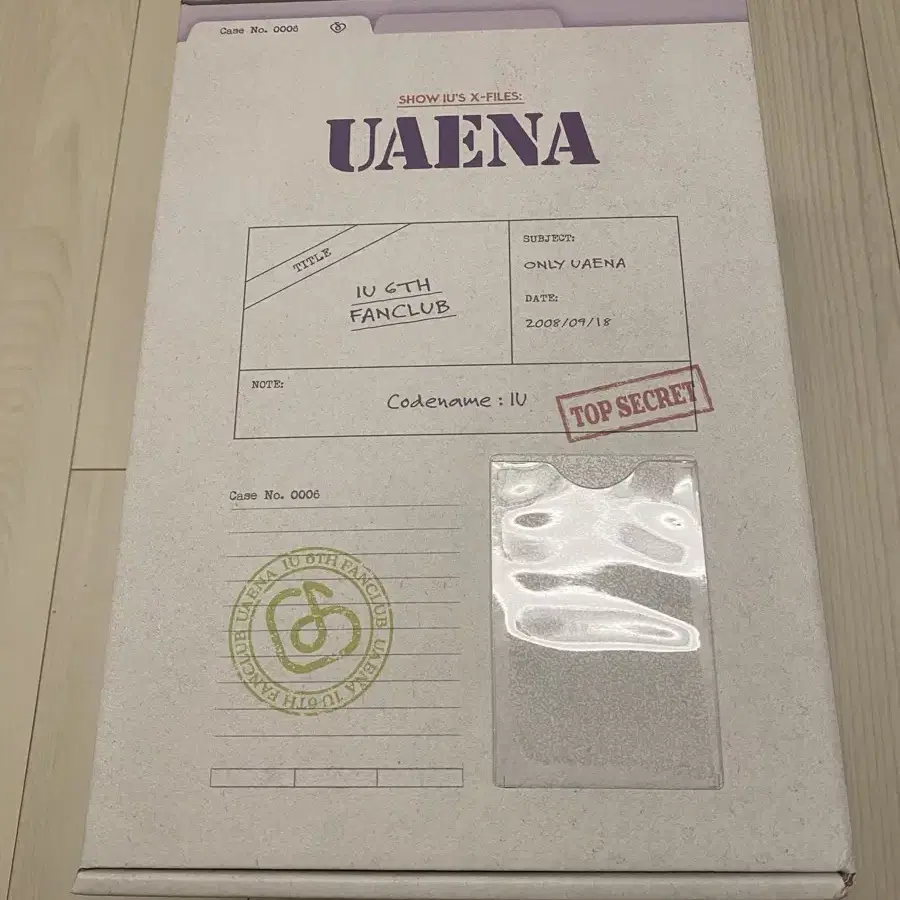 Case No. 0006
SHOW IU'S X-FILES:
UAENA
TITLE
IU 6TH
FANCLUB
SUBJECT:
ONLY UAENA
DATE:
2008/09/18
NOTE:
Codename : IU
TOP SECRET
Case No. 0006
UAENA IU 6TH FANCLUB UAENA IU 6TH FANCLUB